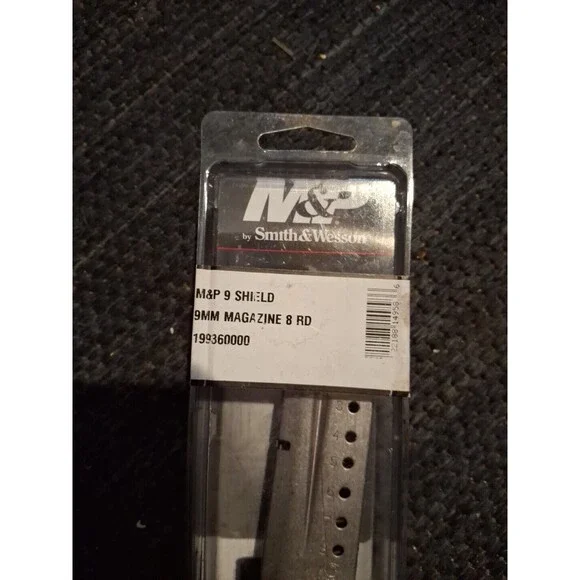 M&P
by Smith&Wesson
M&P 9 SHIELD
9MM MAGAZINE 8 RD
199360000